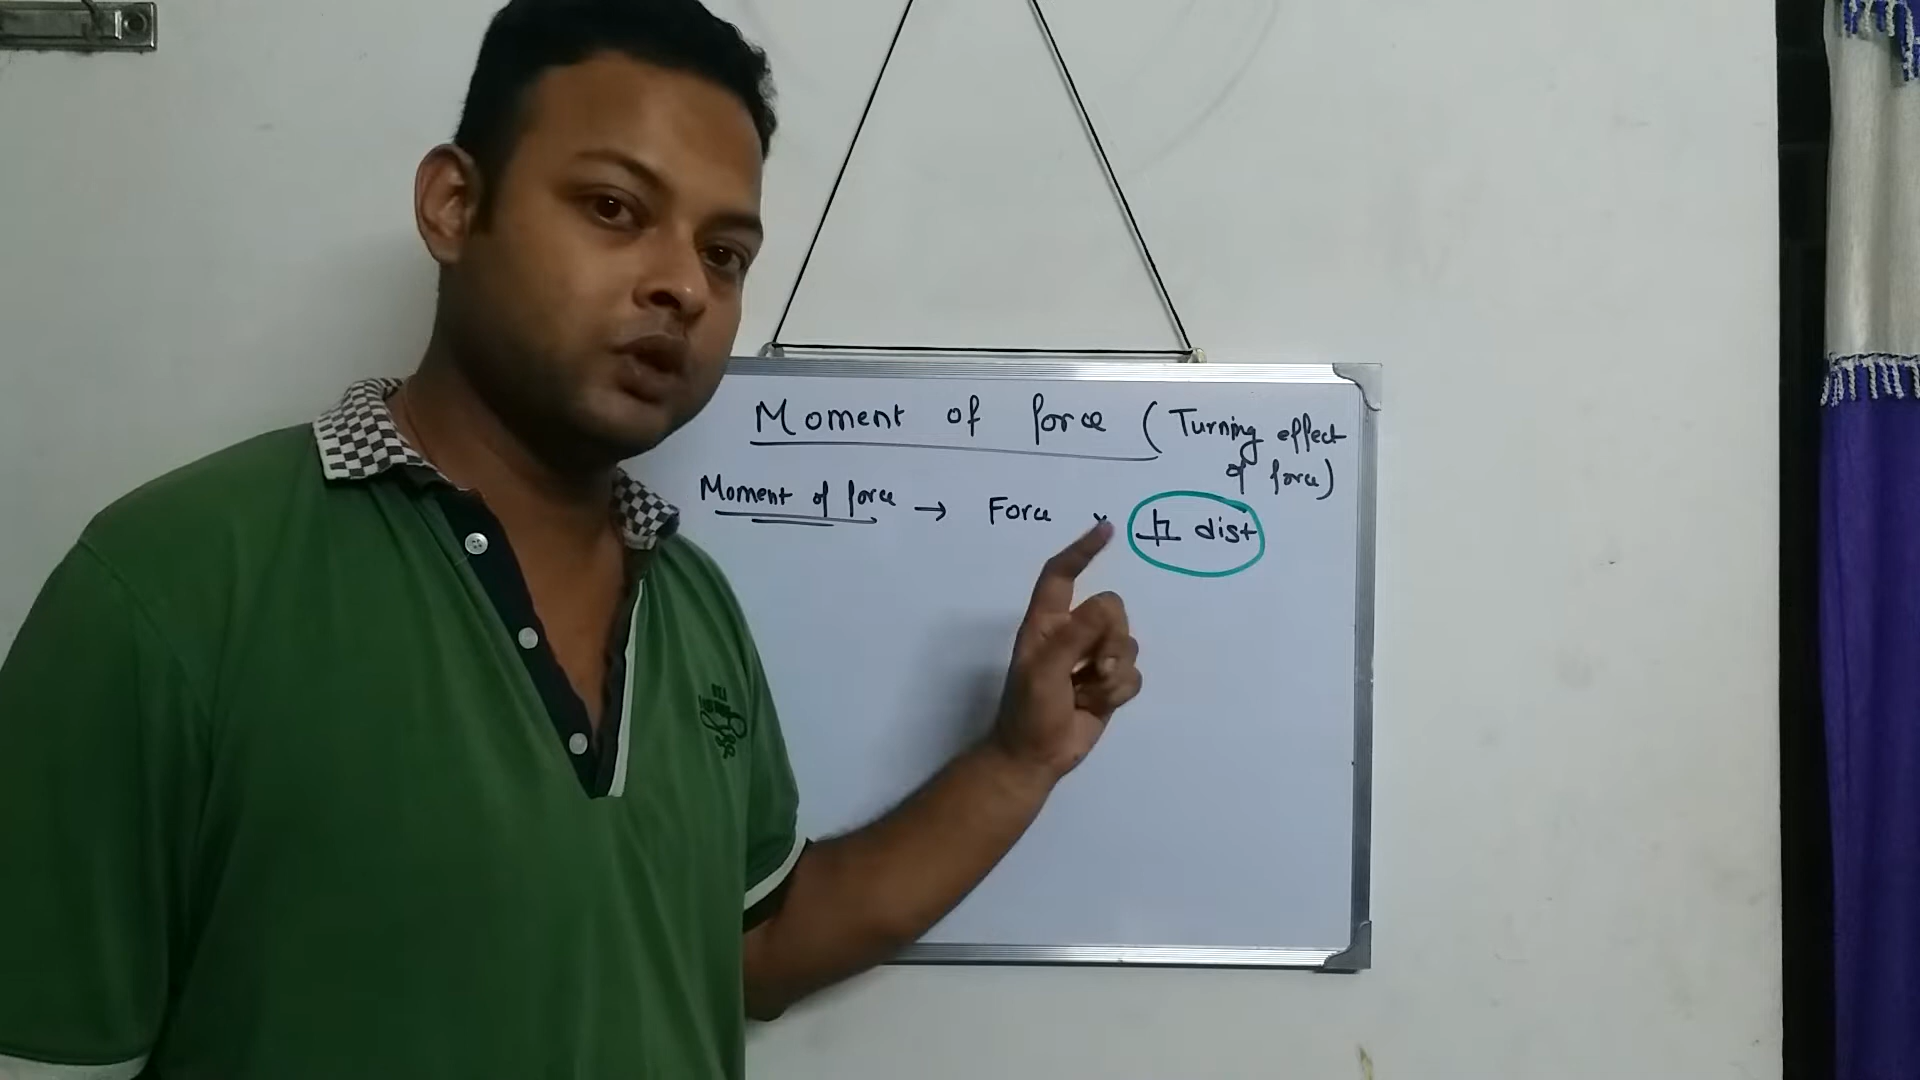 Moment of force ( Turning effect
of force)
Moment of force → Force × ⊥ dist